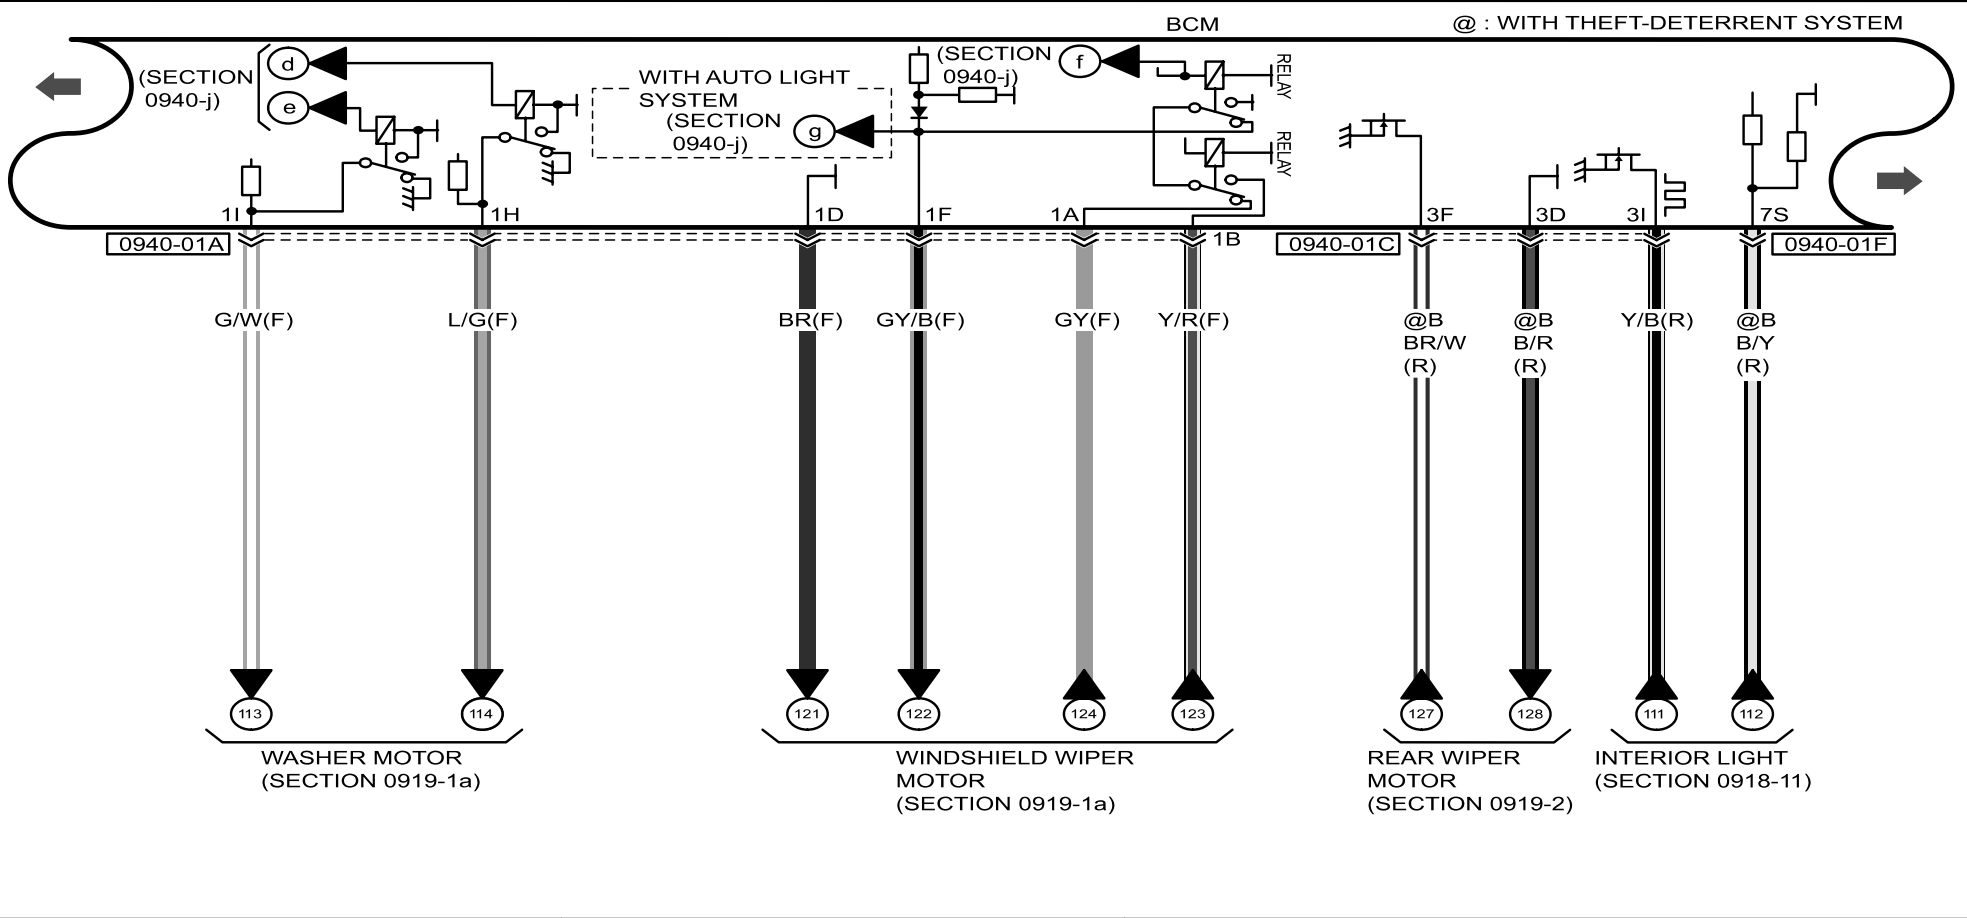 BCM
@ : WITH THEFT-DETERRENT SYSTEM
(SECTION
0940-j)
d
e
WITH AUTO LIGHT
SYSTEM
(SECTION
0940-j)
g
(SECTION
0940-j)
f
RELAY
RELAY
1I
1H
1D
1F
1A
1B
3F
3D
3I
7S
0940-01A
0940-01C
0940-01F
G/W(F)
L/G(F)
BR(F)
GY/B(F)
GY(F)
Y/R(F)
@B
BR/W
(R)
@B
B/R
(R)
Y/B(R)
@B
B/Y
(R)
113
114
121
122
124
123
127
128
111
112
WASHER MOTOR
(SECTION 0919-1a)
WINDSHIELD WIPER
MOTOR
(SECTION 0919-1a)
REAR WIPER
MOTOR
(SECTION 0919-2)
INTERIOR LIGHT
(SECTION 0918-11)